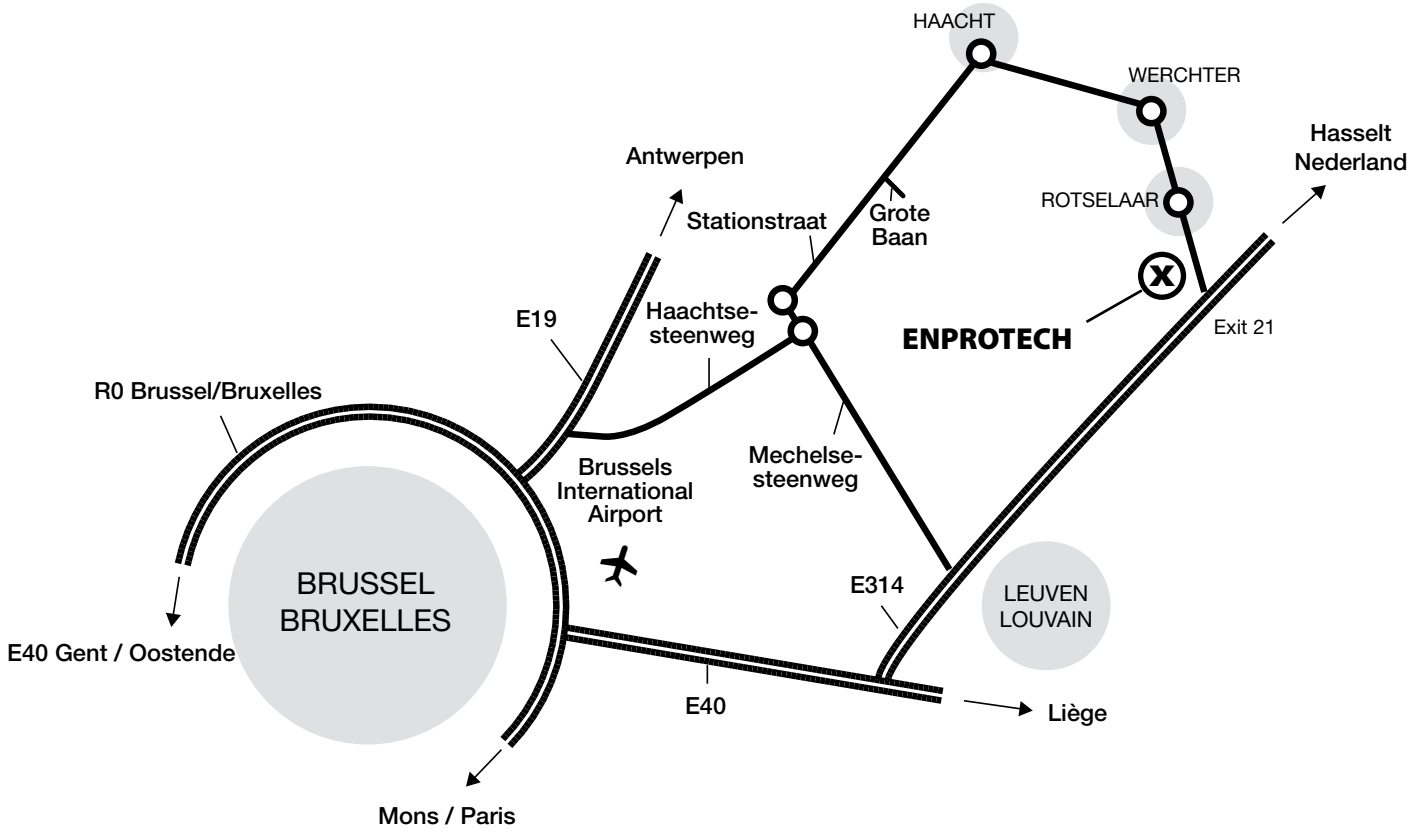 HAACHT
WERCHTER
Hasselt
Nederland
Antwerpen
ROTSELAAR
Stationstraat
Grote
Baan
X
Haachtse-
steenweg
E19
ENPROTECH
Exit 21
R0 Brussel/Bruxelles
Mechelse-
steenweg
Brussels
International
Airport
BRUSSEL
BRUXELLES
E314
LEUVEN
LOUVAIN
E40 Gent / Oostende
E40
Liège
Mons / Paris